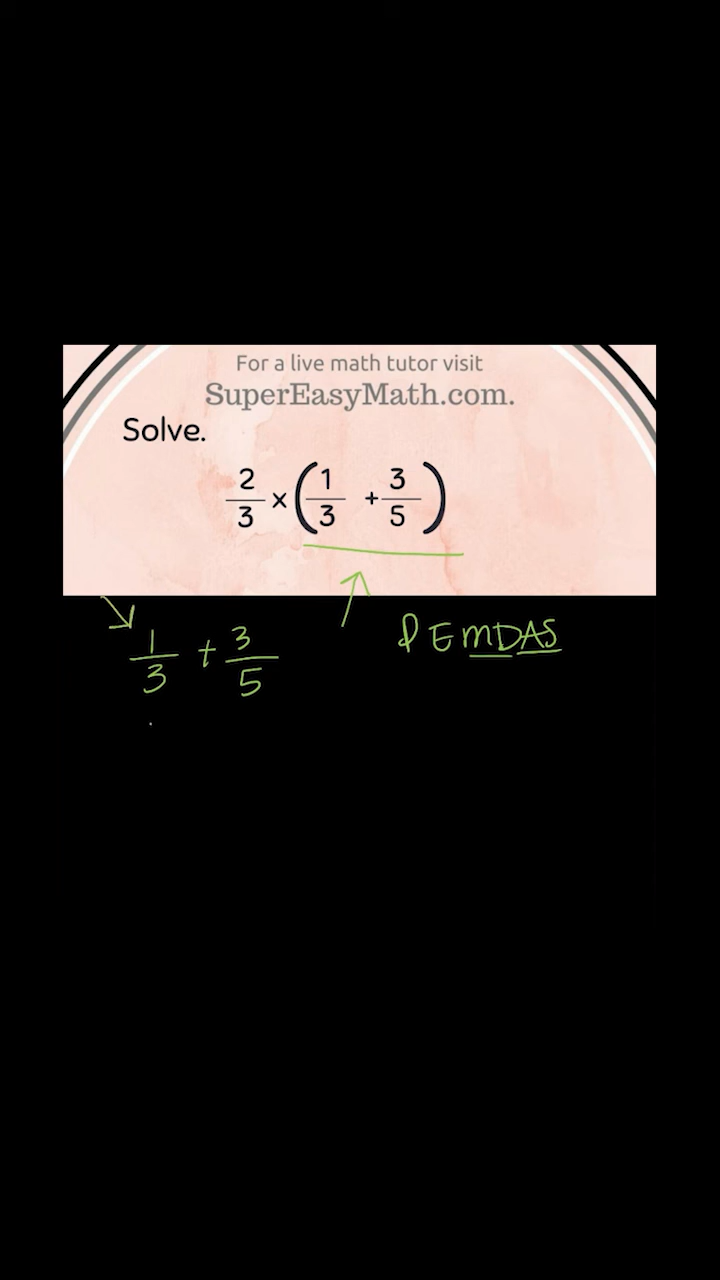 For a live math tutor visit
SuperEasyMath.com.
Solve.
2/3 x (1/3 + 3/5)
1/3 + 3/5
PEMDAS